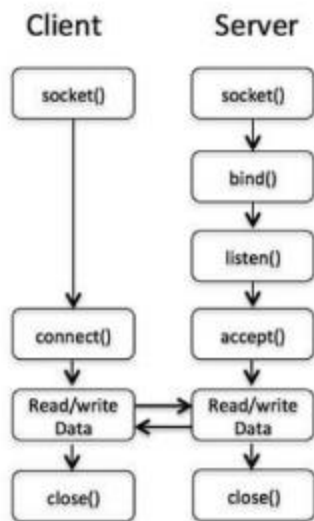 Client Server
socket() socket()
bind()
listen()
connect() accept()
Read/write Read/write
Data Data
close() close()